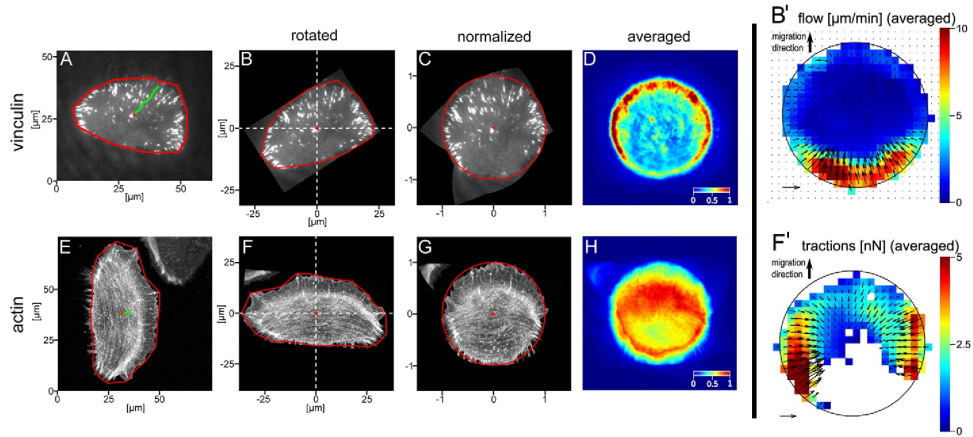 rotated normalized averaged
vinculin
A
50
25
0
[µm]
0 25 50
[µm]
B
25
0
-25
[µm]
-25 0 25
[µm]
C
1
0
-1
-1 0 1
D
0 0.5 1
B' flow [µm/min] (averaged)
migration
direction
10
5
0
actin
E
50
25
0
[µm]
0 25 50
[µm]
F
25
0
-25
[µm]
-25 0 25
[µm]
G
1
0
-1
-1 0 1
H
0 0.5 1
F' tractions [nN] (averaged)
migration
direction
5
2.5
0